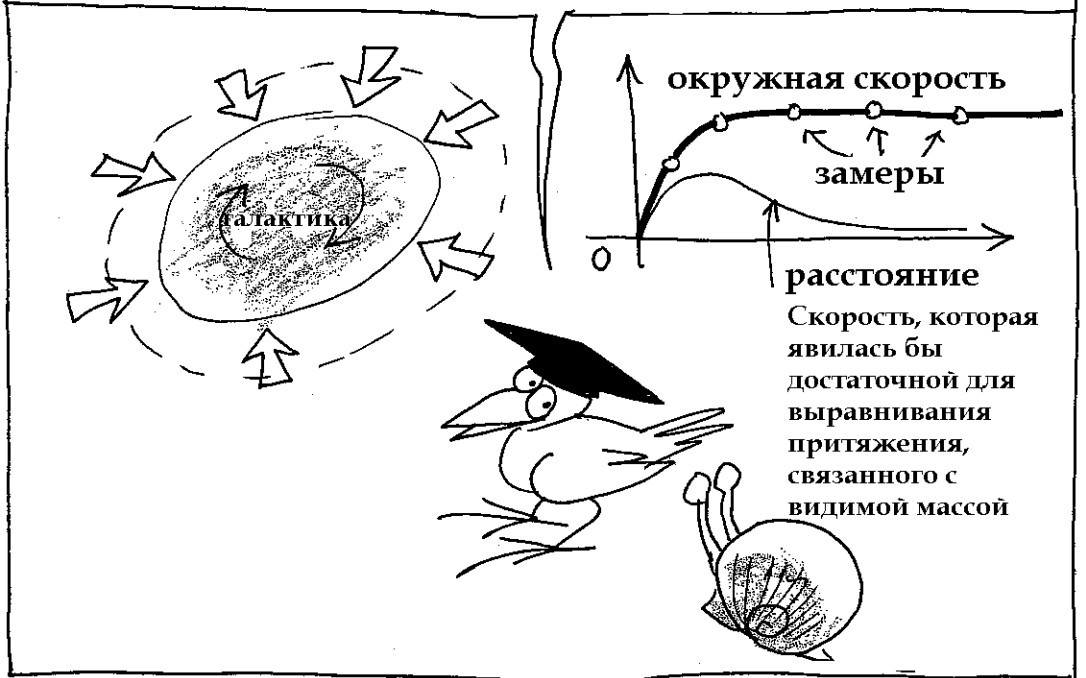 галактика
окружная скорость
замеры
0
расстояние
Скорость, которая
явилась бы
достаточной для
выравнивания
притяжения,
связанного с
видимой массой